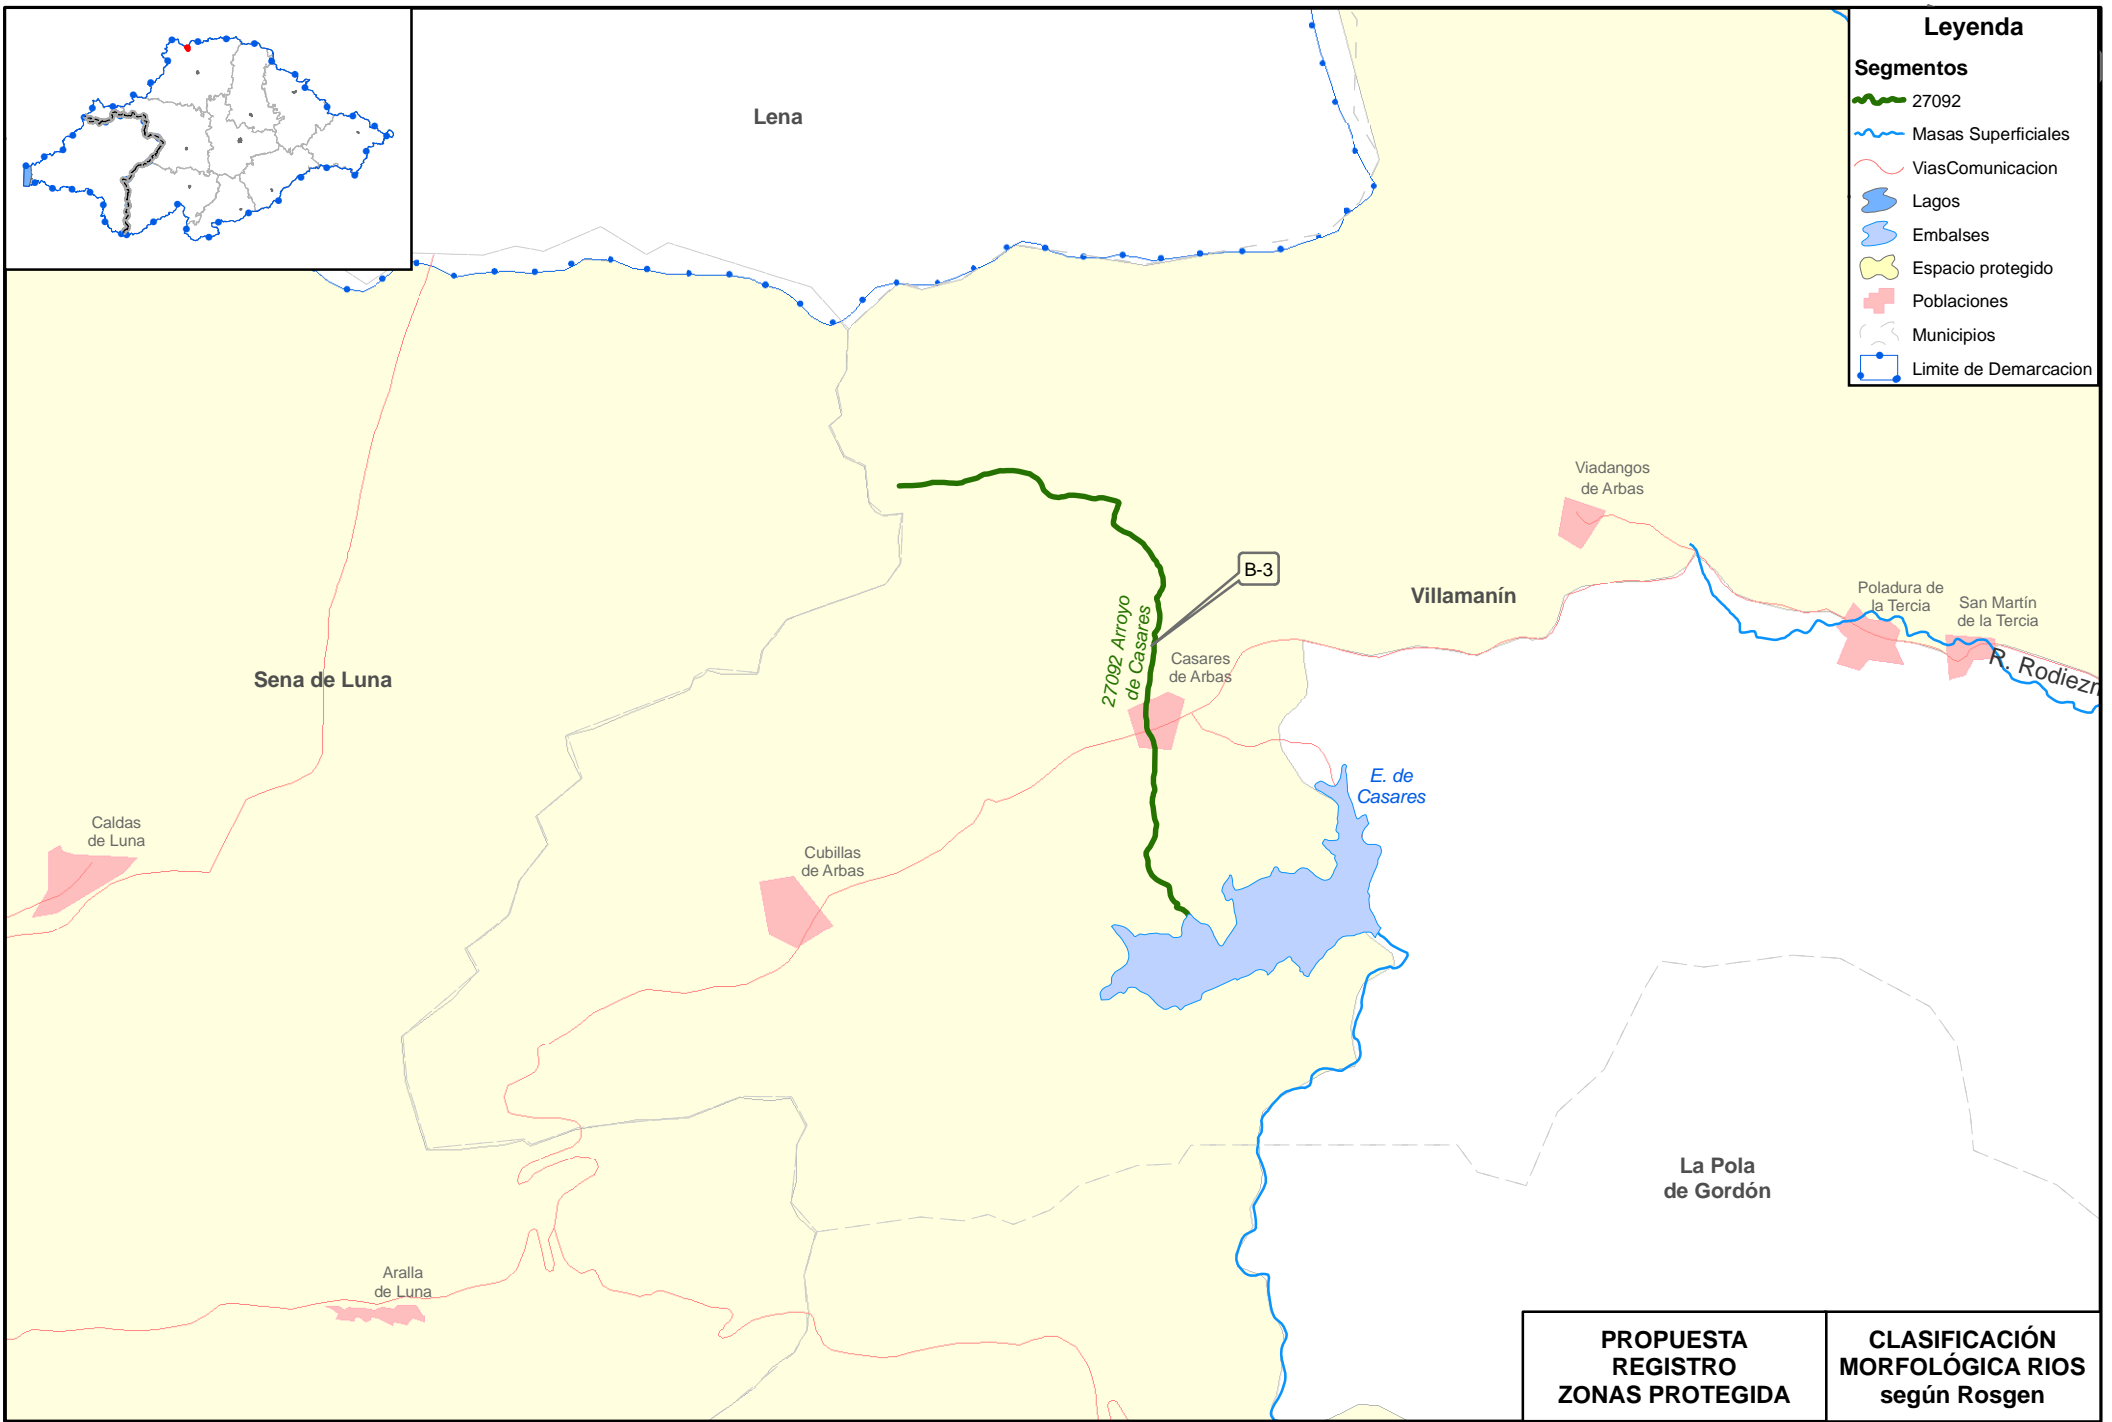 Leyenda
Segmentos
27092
Masas Superficiales
ViasComunicacion
Lagos
Embalses
Espacio protegido
Poblaciones
Municipios
Limite de Demarcacion
Lena
Viadangos
de Arbas
B-3
Villamanín
Poladura de
la Tercia
San Martín
de la Tercia
27092 Arroyo
de Casares
Casares
de Arbas
R. Rodiezm
Sena de Luna
E. de
Casares
Caldas
de Luna
Cubillas
de Arbas
La Pola
de Gordón
Aralla
de Luna
PROPUESTA
REGISTRO
ZONAS PROTEGIDA
CLASIFICACIÓN
MORFOLÓGICA RIOS
según Rosgen